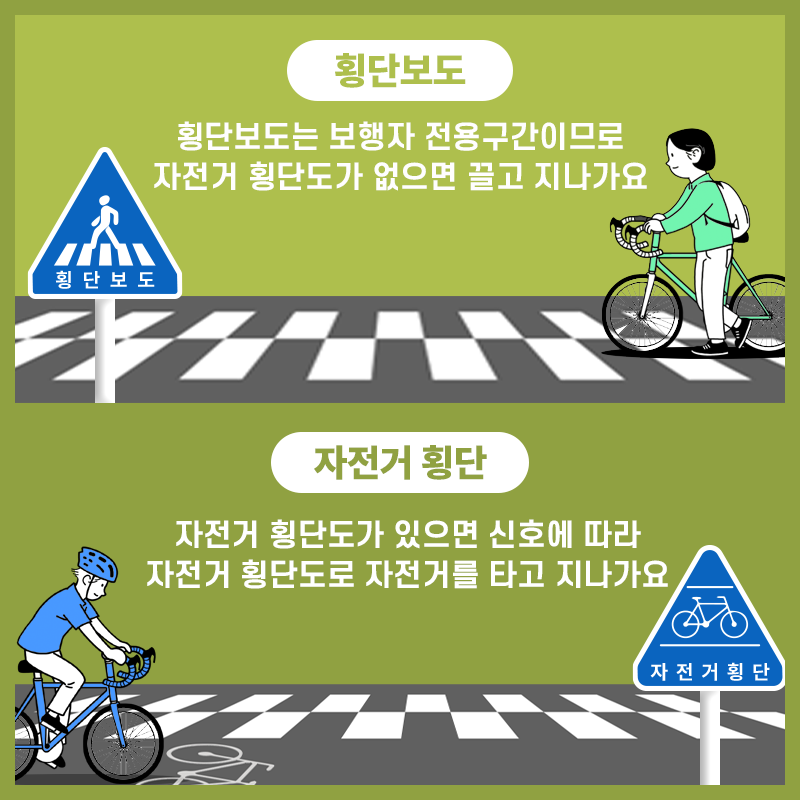 횡단보도
횡단보도는 보행자 전용구간이므로
자전거 횡단도가 없으면 끌고 지나가요
횡단보도
자전거 횡단
자전거 횡단도가 있으면 신호에 따라
자전거 횡단도로 자전거를 타고 지나가요
자전거횡단